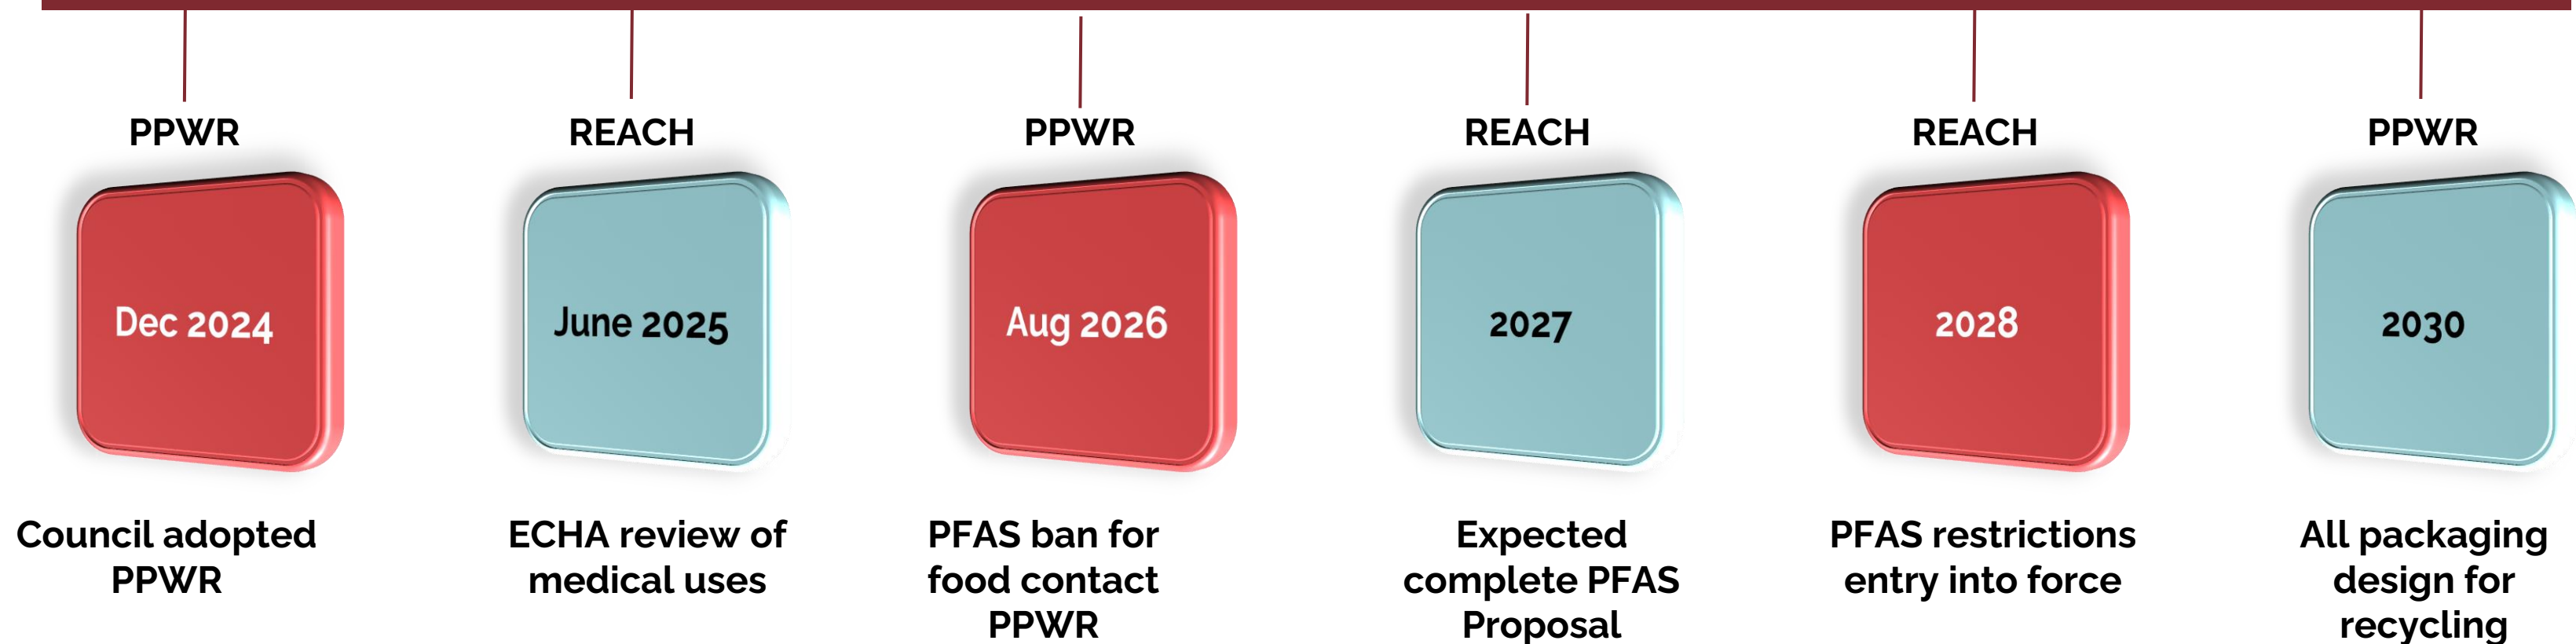 PPWR
REACH
PPWR
REACH
REACH
PPWR
Dec 2024
June 2025
Aug 2026
2027
2028
2030
Council adopted
PPWR
ECHA review of
medical uses
PFAS ban for
food contact
PPWR
Expected
complete PFAS
Proposal
PFAS restrictions
entry into force
All packaging
design for
recycling